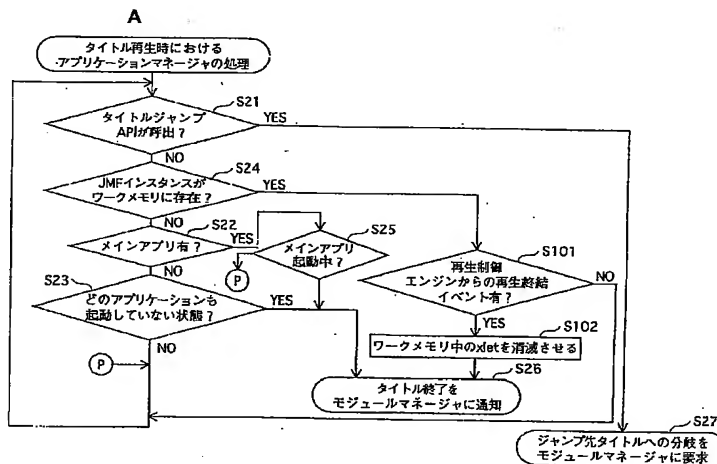 A
タイトル再生時における
アプリケーションマネージャの処理
S21
タイトルジャンプ
APIが呼出？
YES
NO
S24
JMFインスタンスが
ワークメモリに存在？
YES
NO
S22
メインアプリ有？
YES
NO
S25
メインアプリ
起動中？
P
S101
再生制御
エンジンからの再生終結
イベント有？
NO
YES
S23
どのアプリケーションも
起動していない状態？
YES
NO
P
S102
ワークメモリ中のxletを消滅させる
S26
タイトル終了を
モジュールマネージャに通知
S27
ジャンプ先タイトルへの分岐を
モジュールマネージャに要求